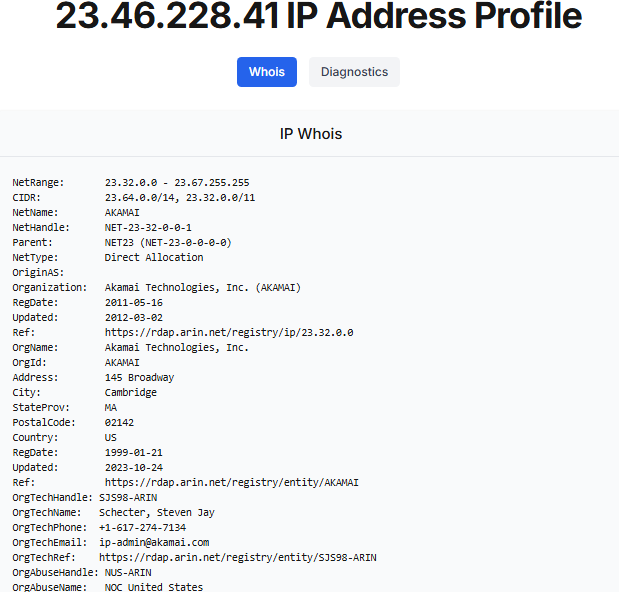 23.46.228.41 IP Address Profile
Whois Diagnostics
IP Whois
NetRange: 23.32.0.0 - 23.67.255.255
CIDR: 23.64.0.0/14, 23.32.0.0/11
NetName: AKAMAI
NetHandle: NET-23-32-0-0-1
Parent: NET23 (NET-23-0-0-0-0)
NetType: Direct Allocation
OriginAS:
Organization: Akamai Technologies, Inc. (AKAMAI)
RegDate: 2011-05-16
Updated: 2012-03-02
Ref: https://rdap.arin.net/registry/ip/23.32.0.0
OrgName: Akamai Technologies, Inc.
OrgId: AKAMAI
Address: 145 Broadway
City: Cambridge
StateProv: MA
PostalCode: 02142
Country: US
RegDate: 1999-01-21
Updated: 2023-10-24
Ref: https://rdap.arin.net/registry/entity/AKAMAI
OrgTechHandle: SJS98-ARIN
OrgTechName: Schecter, Steven Jay
OrgTechPhone: +1-617-274-7134
OrgTechEmail: ip-admin@akamai.com
OrgTechRef: https://rdap.arin.net/registry/entity/SJS98-ARIN
OrgAbuseHandle: NUS-ARIN
OrgAbuseName: NOC United States